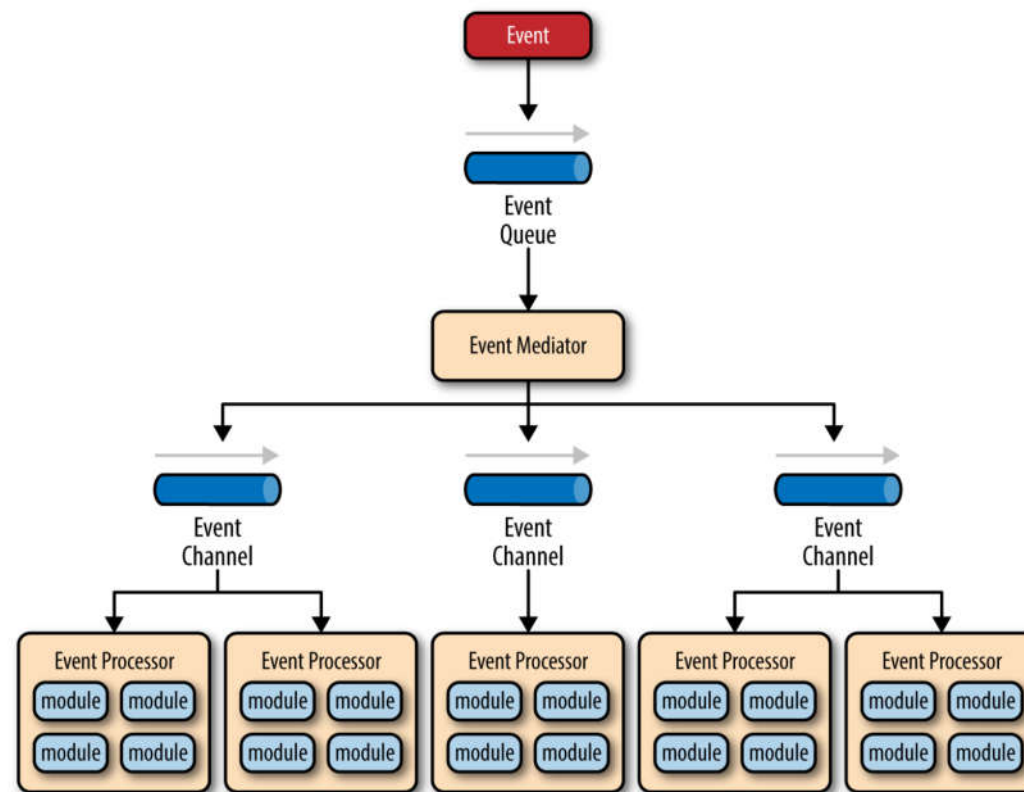 Event
Event
Queue
Event Mediator
Event
Channel
Event
Channel
Event
Channel
Event Processor
module module
module module
Event Processor
module module
module module
Event Processor
module module
module module
Event Processor
module module
module module
Event Processor
module module
module module